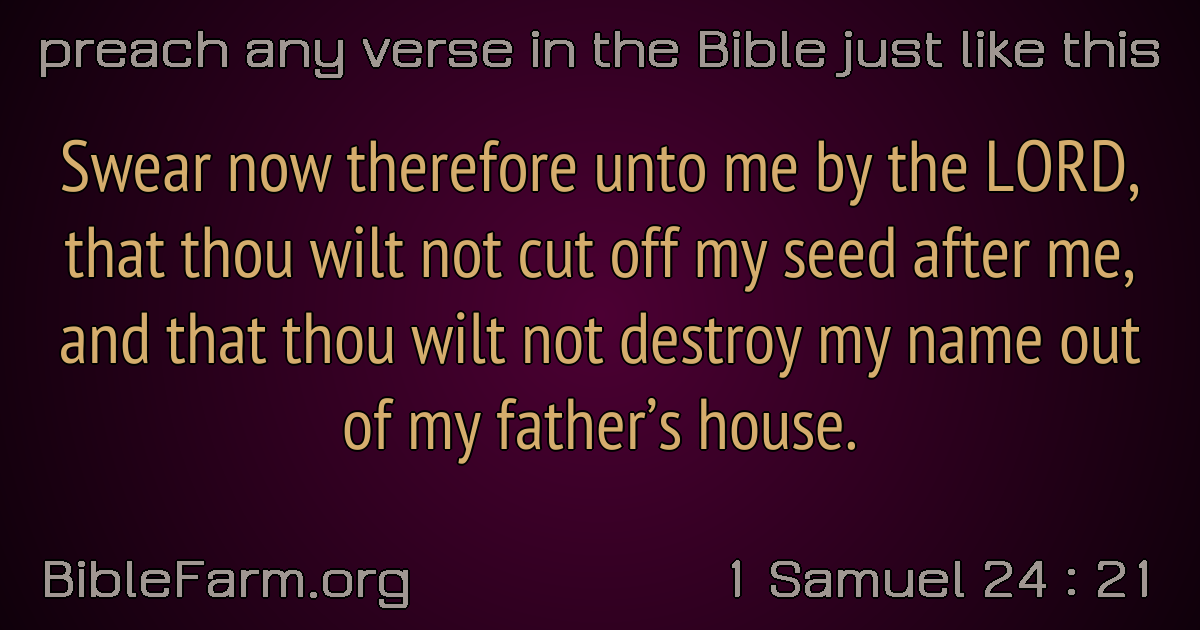 preach any verse in the Bible just like this
Swear now therefore unto me by the LORD,
that thou wilt not cut off my seed after me,
and that thou wilt not destroy my name out
of my father’s house.
BibleFarm.org
1 Samuel 24 : 21